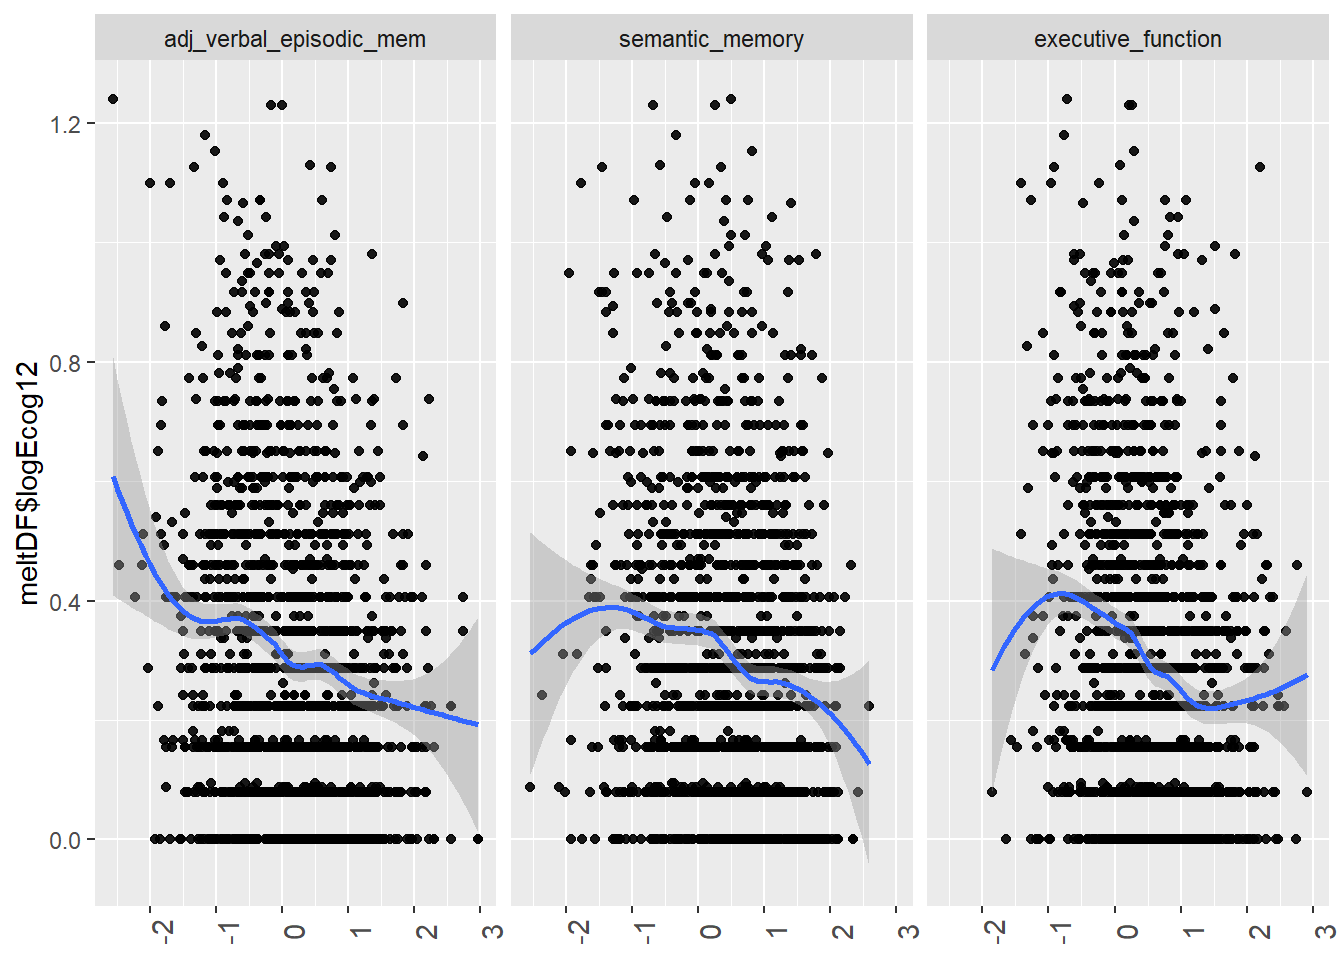 adj_verbal_episodic_mem semantic_memory executive_function
meltDF$logEcog12
1.2
0.8
0.4
0.0
-2 -1 0 1 2 3 -2 -1 0 1 2 3 -2 -1 0 1 2 3